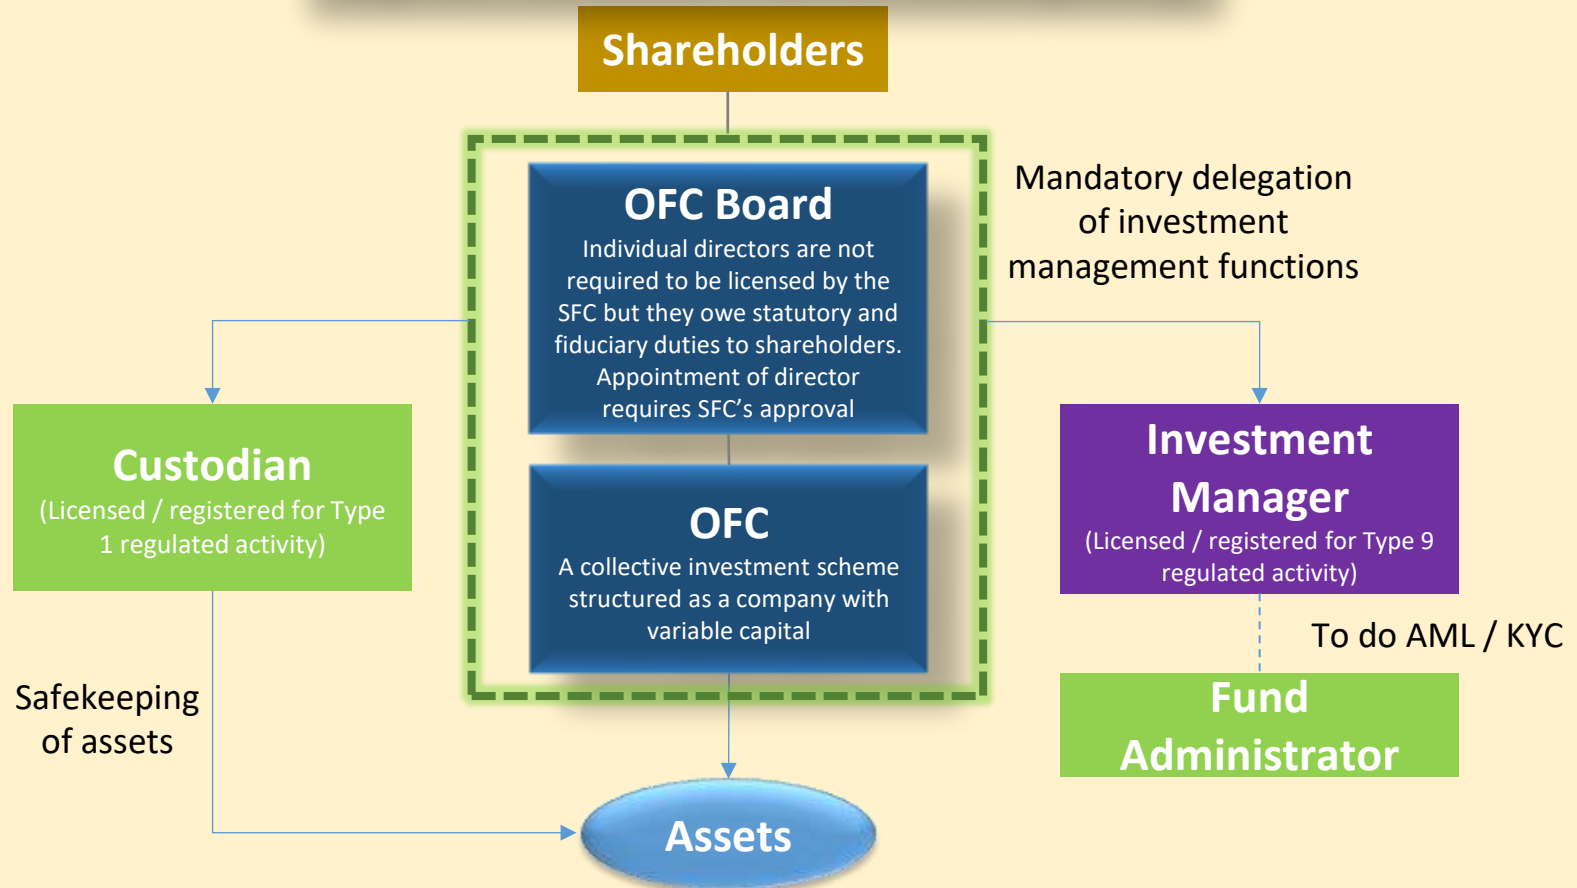 Shareholders
OFC Board
Individual directors are not
required to be licensed by the
SFC but they owe statutory and
fiduciary duties to shareholders.
Appointment of director
requires SFC’s approval
Mandatory delegation
of investment
management functions
Custodian
(Licensed / registered for Type
1 regulated activity)
OFC
A collective investment scheme
structured as a company with
variable capital
Investment
Manager
(Licensed / registered for Type 9
regulated activity)
To do AML / KYC
Fund
Administrator
Safekeeping
of assets
Assets